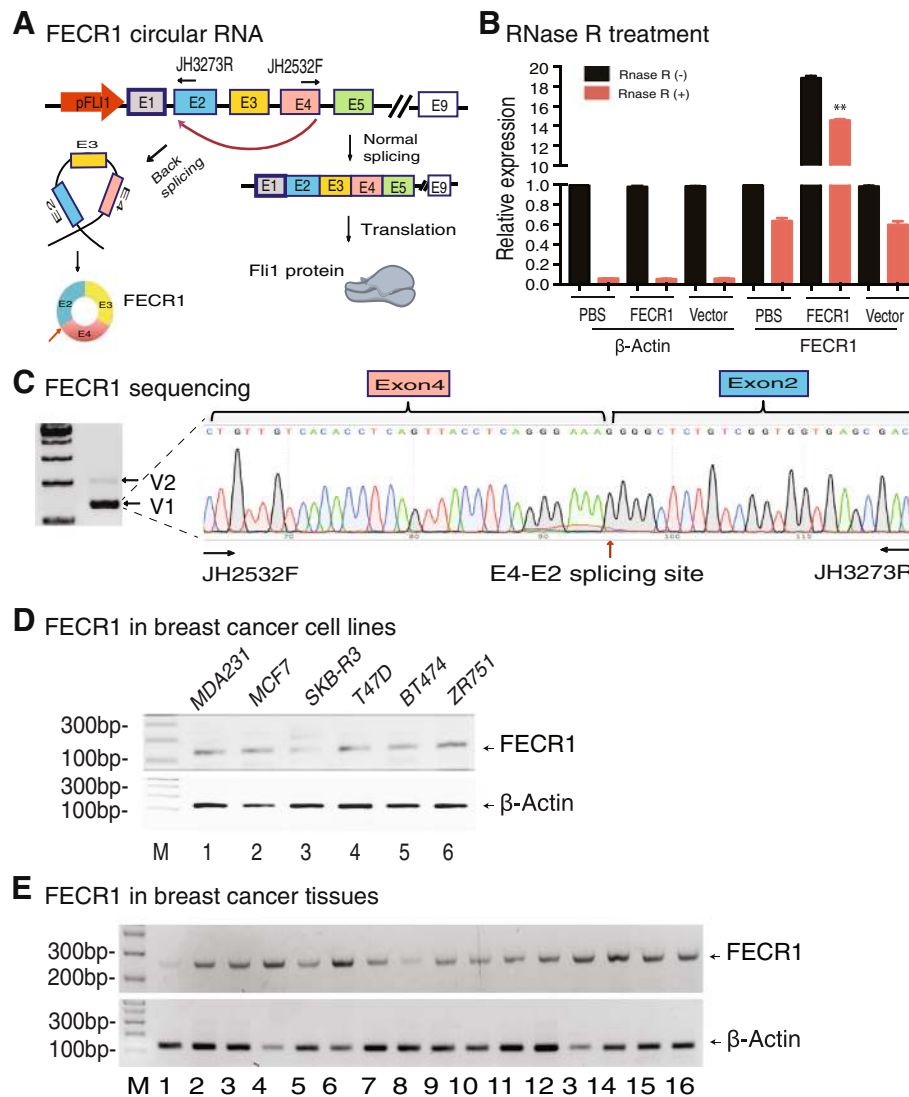 A FECR1 circular RNA
JH3273R
JH2532F
pFLI1
E1
E2
E3
E4
E5
E9
Back splicing
Normal splicing
E3
E2
E4
E1
E2
E3
E4
E5
E9
Translation
Fli1 protein
FECR1
E2
E3
E4
B RNase R treatment
Rnase R (-)
Rnase R (+)
Relative expression
20
18
16
14
12
10
1.0
0.8
0.6
0.4
0.2
0.0
**
PBS FECR1 Vector PBS FECR1 Vector
β-Actin FECR1
C FECR1 sequencing
Exon4
Exon2
V2
V1
CTGTTGTCACACCTCAGTTACCTCAGGGAAAGGGGCTCTGTCGGTGGTGAGCGAC
70 80 90 100 110
JH2532F
E4-E2 splicing site
JH3273R
D FECR1 in breast cancer cell lines
MDA231 MCF7 SKB-R3 T47D BT474 ZR751
300bp-
100bp-
FECR1
300bp-
100bp-
β-Actin
M 1 2 3 4 5 6
E FECR1 in breast cancer tissues
300bp-
200bp-
FECR1
300bp-
100bp-
β-Actin
M 1 2 3 4 5 6 7 8 9 10 11 12 3 14 15 16